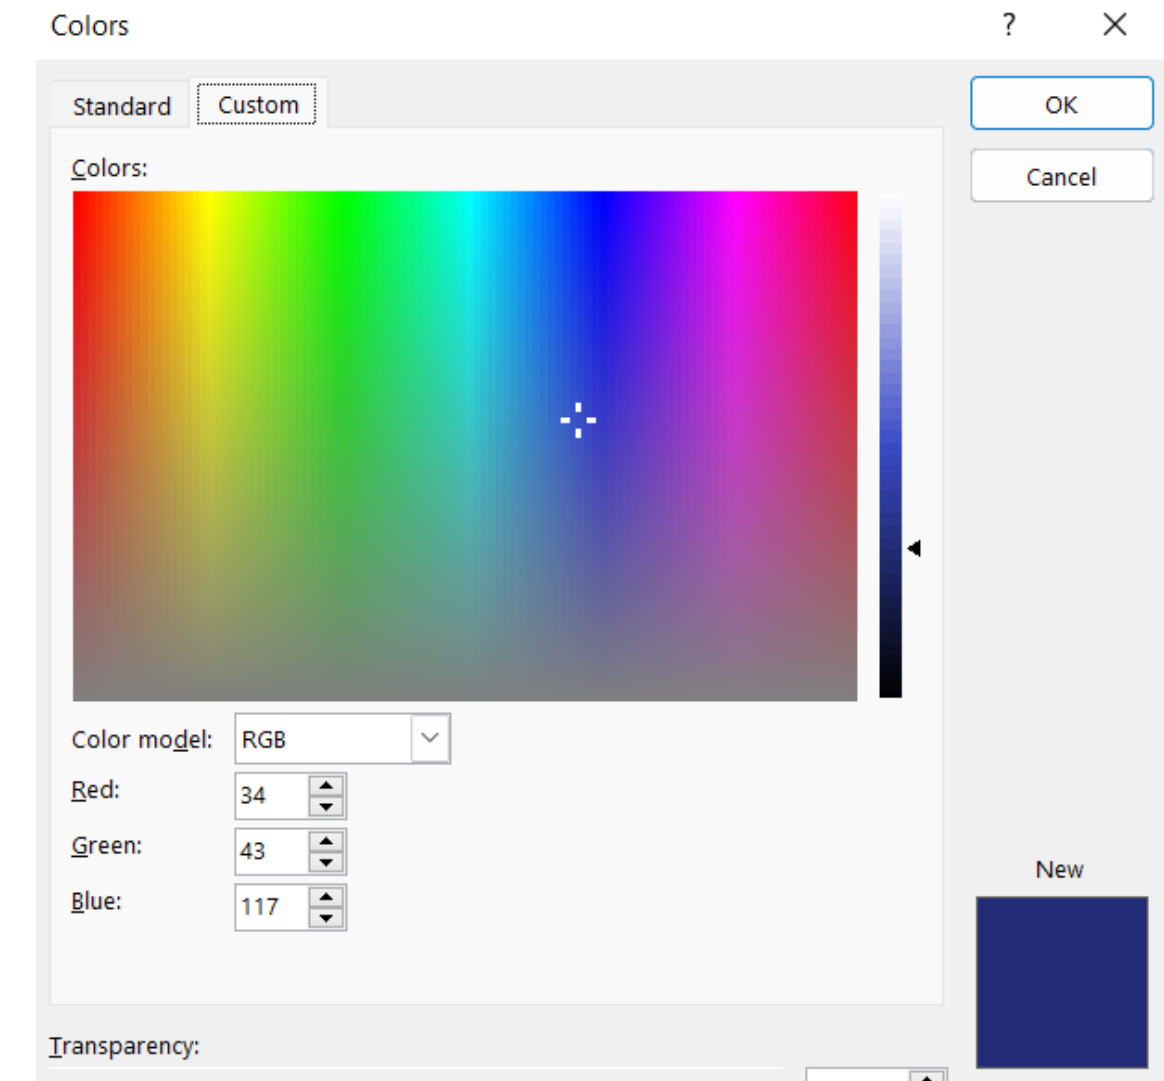 Colors
?
Standard
Custom
OK
Cancel
Colors:
Color model:
RGB
Red:
34
Green:
43
Blue:
117
New
Transparency: